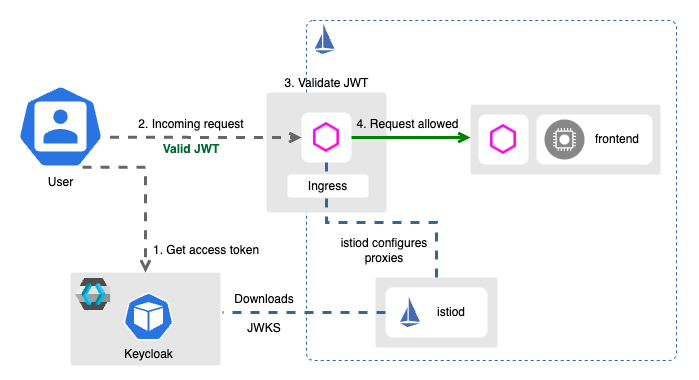 3. Validate JWT
2. Incoming request
Valid JWT
4. Request allowed
frontend
User
Ingress
1. Get access token
istiod configures
proxies
Downloads
JWKS
istiod
Keycloak